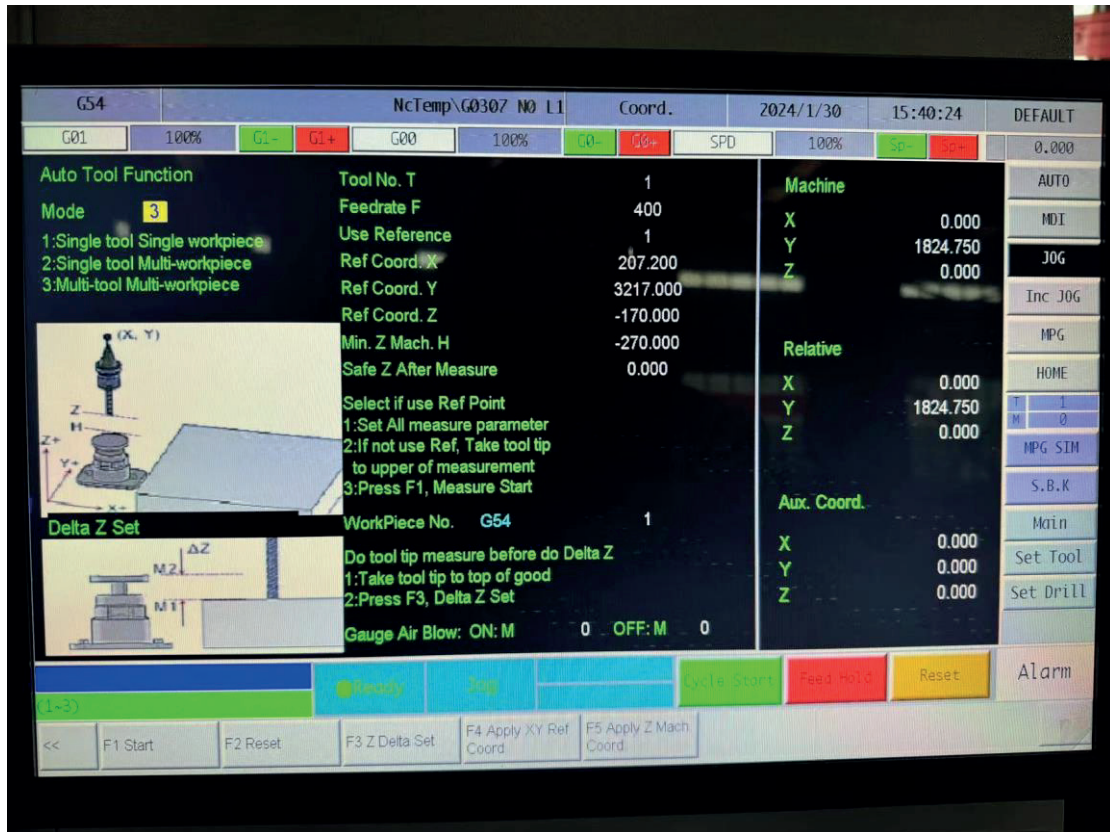 G54 NcTemp\G0307 N0 L1 Coord. 2024/1/30 15:40:24 DEFAULT
G01 100% G1- G1+ G00 100% G0- G0+ SPD 100% Sp- Sp+ 0.000
Auto Tool Function
Mode 3
1:Single tool Single workpiece
2:Single tool Multi-workpiece
3:Multi-tool Multi-workpiece
(X, Y)
Z
H
Z+
Y+
X+
Delta Z Set
ΔZ
M2
M1
Tool No. T 1
Feedrate F 400
Use Reference 1
Ref Coord. X 207.200
Ref Coord. Y 3217.000
Ref Coord. Z -170.000
Min. Z Mach. H -270.000
Safe Z After Measure 0.000
Select if use Ref Point
1:Set All measure parameter
2:If not use Ref, Take tool tip
to upper of measurement
3:Press F1, Measure Start
WorkPiece No. G54 1
Do tool tip measure before do Delta Z
1:Take tool tip to top of good
2:Press F3, Delta Z Set
Gauge Air Blow: ON: M 0 OFF: M 0
Machine
X 0.000
Y 1824.750
Z 0.000
Relative
X 0.000
Y 1824.750
Z 0.000
Aux. Coord.
X 0.000
Y 0.000
Z 0.000
AUTO
MDI
JOG
Inc JOG
MPG
HOME
T 1
M 0
MPG SIM
S.B.K
Main
Set Tool
Set Drill
(1~3)
Ready Jog Cycle Start Feed Hold Reset Alarm
<< F1 Start F2 Reset F3 Z Delta Set F4 Apply XY Ref Coord F5 Apply Z Mach. Coord.